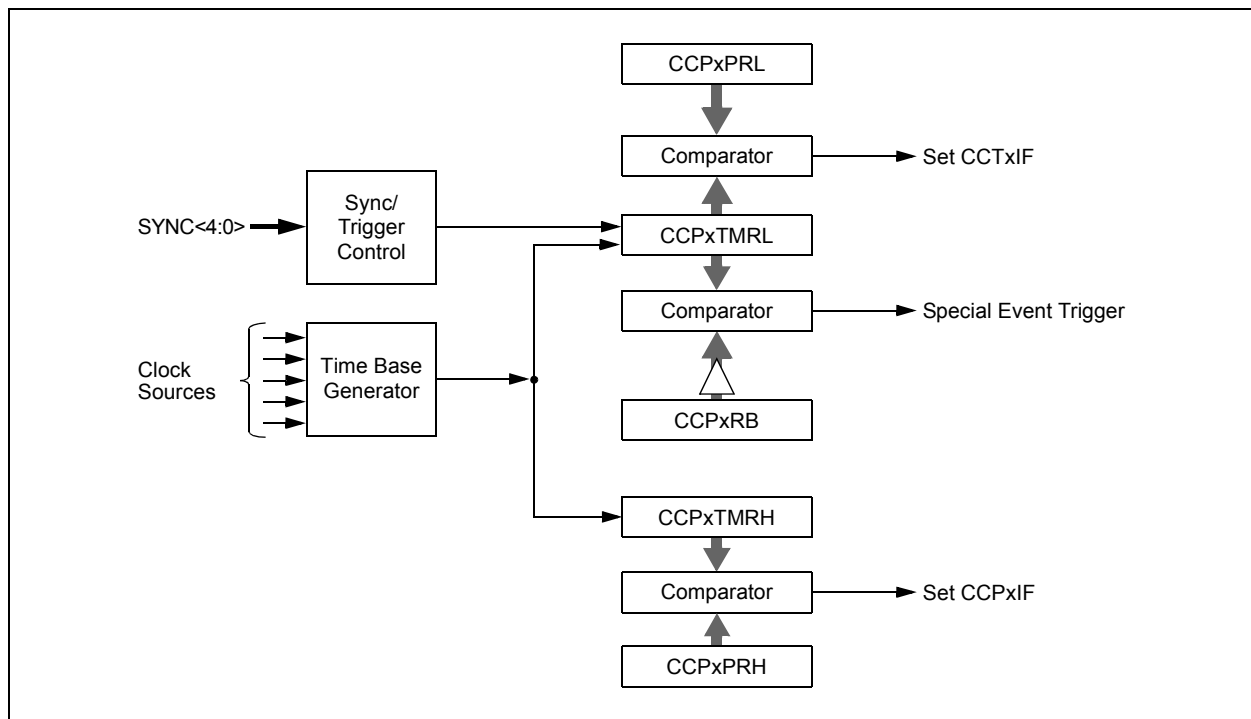 CCPxPRL
Comparator
Set CCTxIF
Sync/
Trigger
Control
SYNC<4:0>
CCPxTMRL
Comparator
Special Event Trigger
Clock
Sources
Time Base
Generator
CCPxRB
CCPxTMRH
Comparator
Set CCPxIF
CCPxPRH